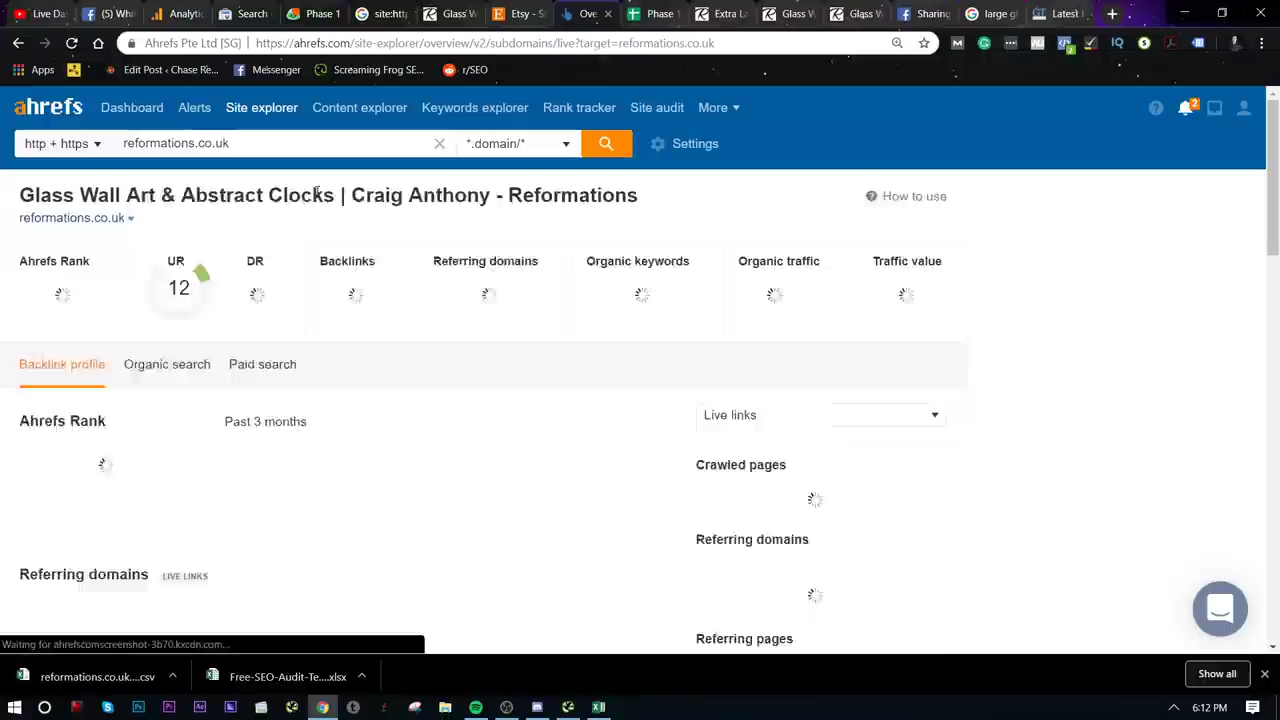 Live Da
f (5)
Analytic
Search
Phase 1
site:http
Glass W
Etsy - S
Ove
Phase
Extra La
Glass W
Glass W
Sharing
large gl
Latest
Ahrefs Pte Ltd [SG] | https://ahrefs.com/site-explorer/overview/v2/subdomains/live?target=reformations.co.uk
Apps
Edit Post ‹ Chase Re...
Messenger
Screaming Frog SE...
r/SEO
ahrefs Dashboard Alerts Site explorer Content explorer Keywords explorer Rank tracker Site audit More
2
http + https reformations.co.uk *.domain/* Settings
Glass Wall Art & Abstract Clocks | Craig Anthony - Reformations
How to use
reformations.co.uk
Ahrefs Rank UR DR Backlinks Referring domains Organic keywords Organic traffic Traffic value
12
Backlink profile Organic search Paid search
Ahrefs Rank Past 3 months
Live links
Crawled pages
Referring domains
Referring domains LIVE LINKS
Referring pages
Waiting for ahrefscomscreenshot-3b70.kxcdn.com...
reformations.co.uk....csv
Free-SEO-Audit-Te....xlsx
Show all
6:12 PM